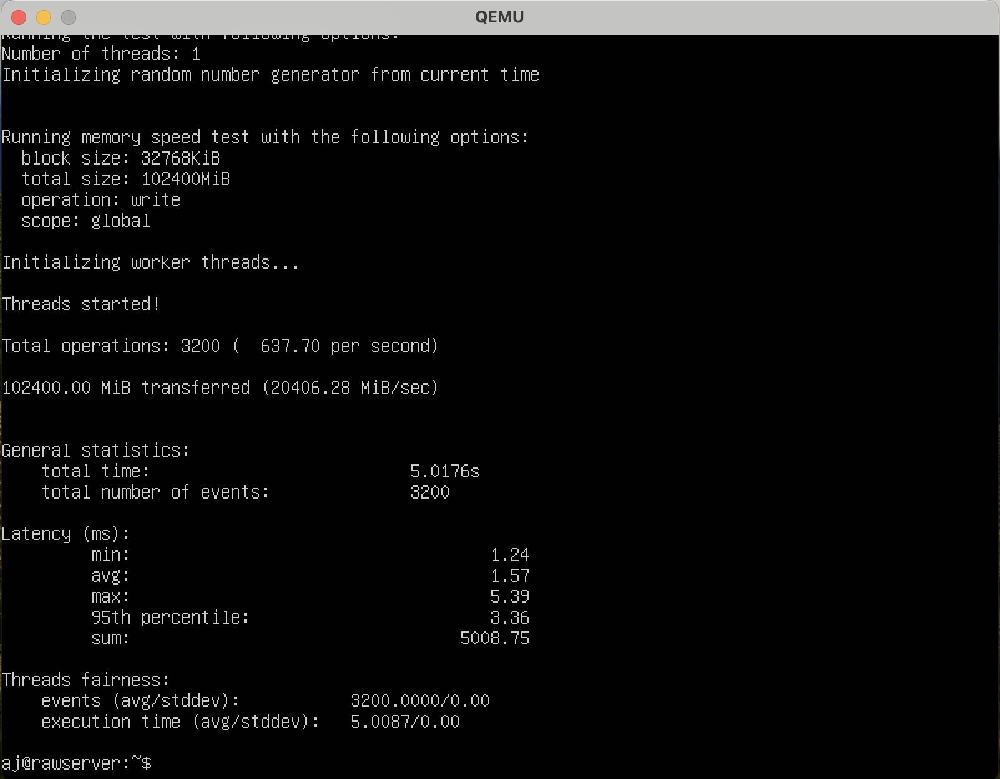 QEMU
Running the test with following options:
Number of threads: 1
Initializing random number generator from current time
Running memory speed test with the following options:
block size: 32768KiB
total size: 102400MiB
operation: write
scope: global
Initializing worker threads...
Threads started!
Total operations: 3200 (  637.70 per second)
102400.00 MiB transferred (20406.28 MiB/sec)
General statistics:
total time: 5.0176s
total number of events: 3200
Latency (ms):
min: 1.24
avg: 1.57
max: 5.39
95th percentile: 3.36
sum: 5008.75
Threads fairness:
events (avg/stddev): 3200.0000/0.00
execution time (avg/stddev): 5.0087/0.00
aj@rawserver:~$